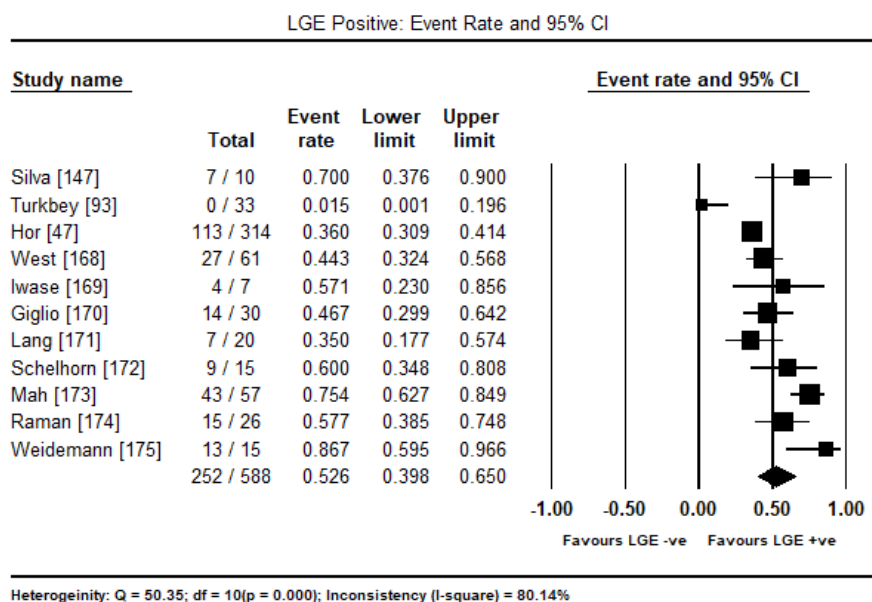 LGE Positive: Event Rate and 95% CI
Study name Event rate and 95% CI
Total Event rate Lower limit Upper limit
Silva [147] 7 / 10 0.700 0.376 0.900
Turkbey [93] 0 / 33 0.015 0.001 0.196
Hor [47] 113 / 314 0.360 0.309 0.414
West [168] 27 / 61 0.443 0.324 0.568
Iwase [169] 4 / 7 0.571 0.230 0.856
Giglio [170] 14 / 30 0.467 0.299 0.642
Lang [171] 7 / 20 0.350 0.177 0.574
Schelhorn [172] 9 / 15 0.600 0.348 0.808
Mah [173] 43 / 57 0.754 0.627 0.849
Raman [174] 15 / 26 0.577 0.385 0.748
Weidemann [175] 13 / 15 0.867 0.595 0.966
252 / 588 0.526 0.398 0.650
-1.00 -0.50 0.00 0.50 1.00
Favours LGE -ve Favours LGE +ve
Heterogeinity: Q = 50.35; df = 10(p = 0.000); Inconsistency (I-square) = 80.14%